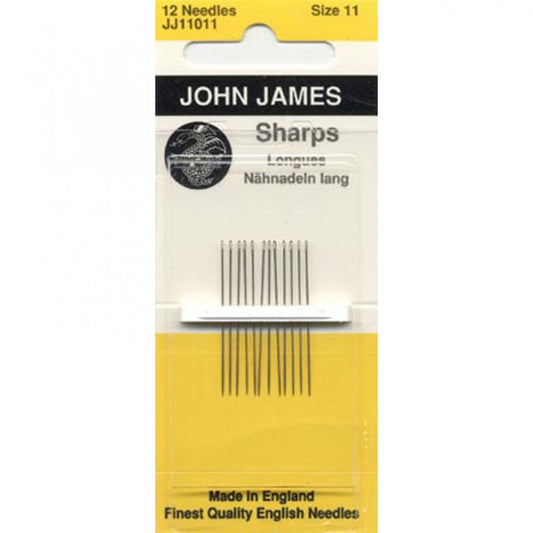 12 Needles Size 11
JJ11011
JOHN JAMES
Sharps
Longues
Nähnadeln lang
Made in England
Finest Quality English Needles